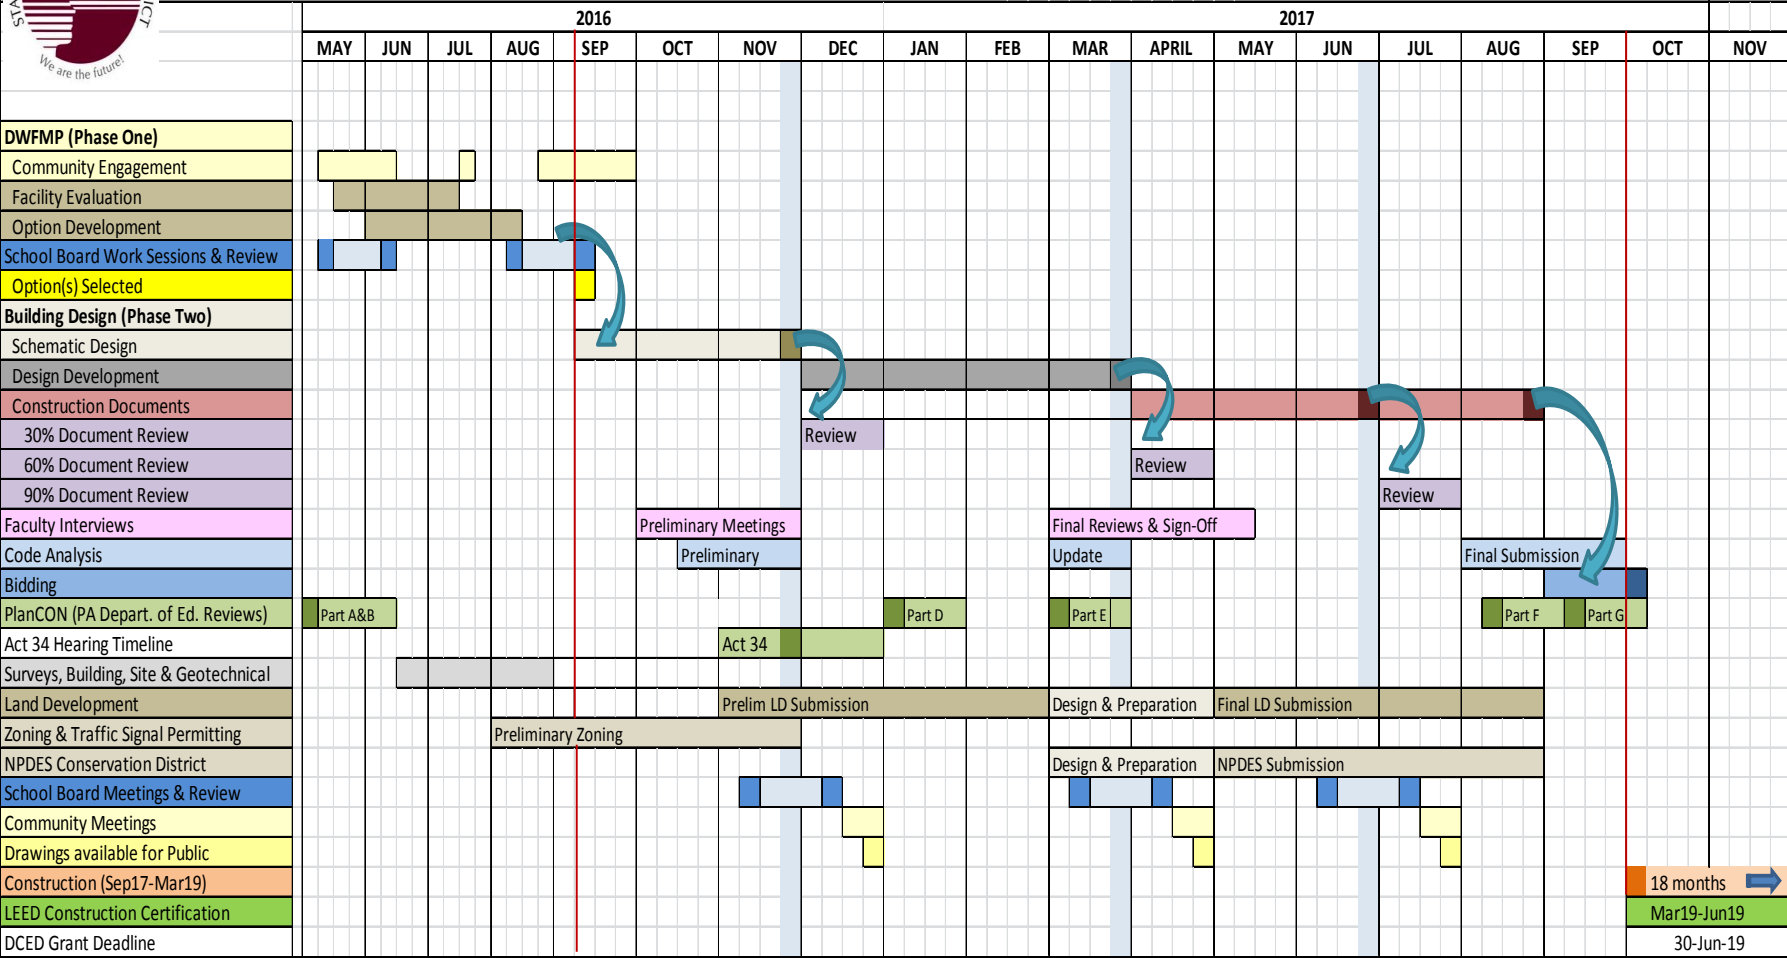 STA
ICT
We are the future!
2016 2017
MAY JUN JUL AUG SEP OCT NOV DEC JAN FEB MAR APRIL MAY JUN JUL AUG SEP OCT NOV
DWFMP (Phase One)
Community Engagement
Facility Evaluation
Option Development
School Board Work Sessions & Review
Option(s) Selected
Building Design (Phase Two)
Schematic Design
Design Development
Construction Documents
30% Document Review Review
60% Document Review Review
90% Document Review Review
Faculty Interviews Preliminary Meetings Final Reviews & Sign-Off
Code Analysis Preliminary Update Final Submission
Bidding
PlanCON (PA Depart. of Ed. Reviews) Part A&B Part D Part E Part F Part G
Act 34 Hearing Timeline Act 34
Surveys, Building, Site & Geotechnical
Land Development Prelim LD Submission Design & Preparation Final LD Submission
Zoning & Traffic Signal Permitting Preliminary Zoning
NPDES Conservation District Design & Preparation NPDES Submission
School Board Meetings & Review
Community Meetings
Drawings available for Public
Construction (Sep17-Mar19) 18 months
LEED Construction Certification Mar19-Jun19
DCED Grant Deadline 30-Jun-19